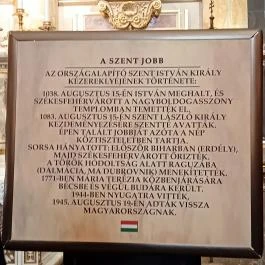 A SZENT JOBB
AZ ORSZÁGALAPÍTÓ SZENT ISTVÁN KIRÁLY
KÉZEREKLYÉJÉNEK TÖRTÉNETE:
1038. AUGUSZTUS 15-ÉN ISTVÁN MEGHALT, ÉS
SZÉKESFEHÉRVÁROTT A NAGYBOLDOGASSZONY
TEMPLOMBAN TEMETTÉK EL.
1083. AUGUSZTUS 15-ÉN SZENT LÁSZLÓ KIRÁLY
KEZDEMÉNYEZÉSÉRE SZENTTÉ AVATTÁK.
ÉPEN TALÁLT JOBBJÁT AZÓTA A NÉP
KÖZTISZTELETBEN TARTJA.
SORSA HÁNYATOTT: ELŐSZÖR BIHARBAN (ERDÉLY),
MAJD SZÉKESFEHÉRVÁROTT ŐRIZTÉK.
A TÖRÖK HÓDOLTSÁG ALATT RAGUZÁBA
(DALMÁCIA, MA DUBROVNIK) MENEKÍTETTÉK.
1771-BEN MÁRIA TERÉZIA KÖZBENJÁRÁSÁRA
BÉCSBE ÉS VÉGÜL BUDÁRA KERÜLT.
1944-BEN NYUGATRA VITTÉK,
1945. AUGUSZTUS 19-ÉN ADTÁK VISSZA
MAGYARORSZÁGNAK.